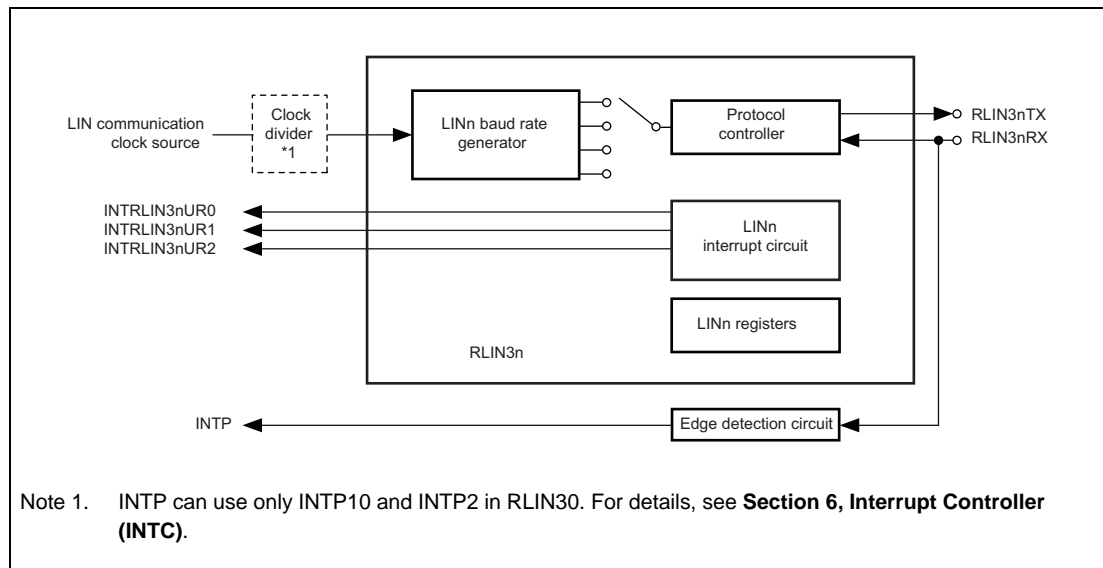 LIN communication
clock source
Clock
divider
*1
LINn baud rate
generator
Protocol
controller
RLIN3nTX
RLIN3nRX
INTRLIN3nUR0
INTRLIN3nUR1
INTRLIN3nUR2
LINn
interrupt circuit
LINn registers
RLIN3n
INTP
Edge detection circuit
Note 1. INTP can use only INTP10 and INTP2 in RLIN30. For details, see Section 6, Interrupt Controller
(INTC).